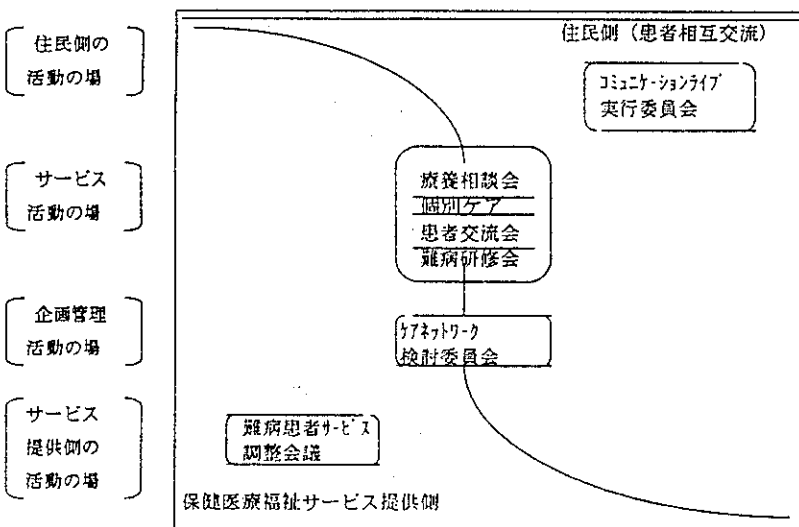 住民側の
活動の場
住民側（患者相互交流）
コミュニケーションライブ
実行委員会
サービス
活動の場
療養相談会
個別ケア
患者交流会
難病研修会
企画管理
活動の場
ケアネットワーク
検討委員会
サービス
提供側の
活動の場
難病患者サービス
調整会議
保健医療福祉サービス提供側